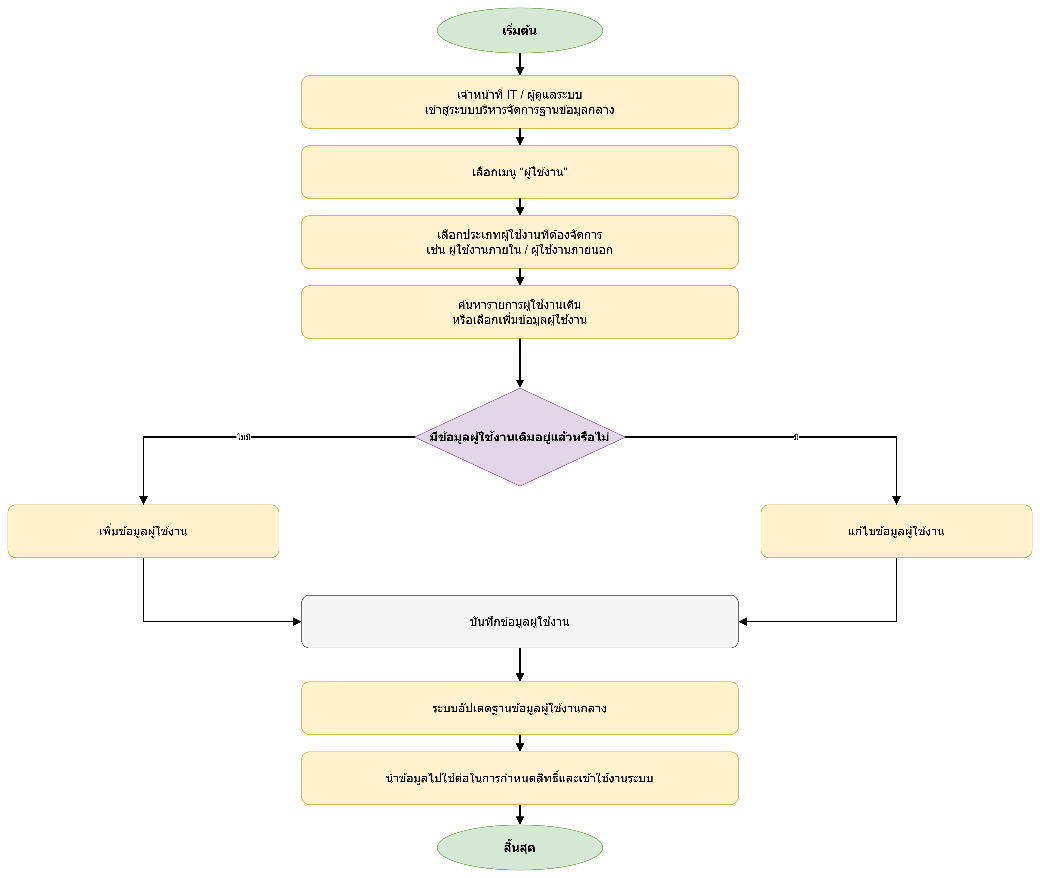 เริ่มต้น
เจ้าหน้าที่ IT / ผู้ดูแลระบบ
เข้าสู่ระบบบริหารจัดการฐานข้อมูลกลาง
เลือกเมนู "ผู้ใช้งาน"
เลือกประเภทผู้ใช้งานที่ต้องจัดการ
เช่น ผู้ใช้งานภายใน / ผู้ใช้งานภายนอก
ค้นหารายการผู้ใช้งานเดิม
หรือเลือกเพิ่มข้อมูลผู้ใช้งาน
มีข้อมูลผู้ใช้งานเดิมอยู่แล้วหรือไม่
ไม่มี
มี
เพิ่มข้อมูลผู้ใช้งาน
แก้ไขข้อมูลผู้ใช้งาน
บันทึกข้อมูลผู้ใช้งาน
ระบบอัปเดตฐานข้อมูลผู้ใช้งานกลาง
นำข้อมูลไปใช้ต่อในการกำหนดสิทธิ์และเข้าใช้งานระบบ
สิ้นสุด